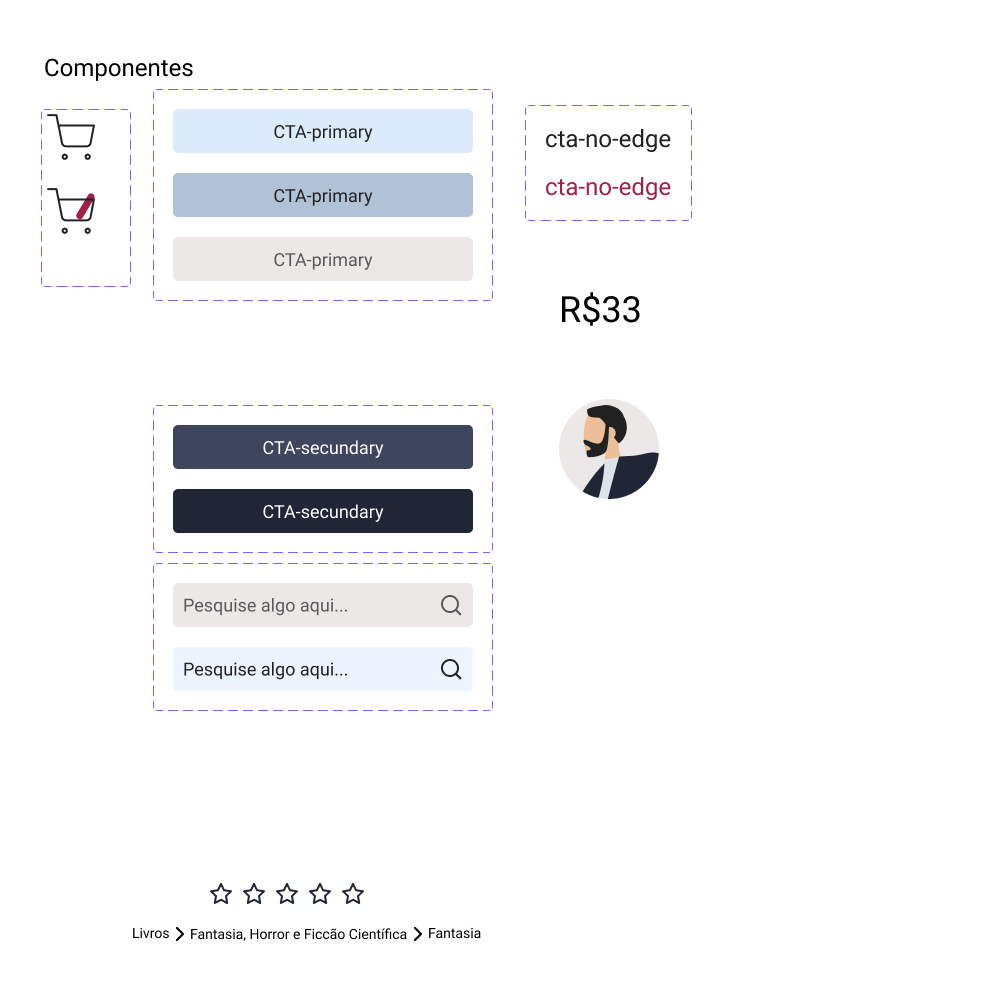 Componentes
CTA-primary
CTA-primary
CTA-primary
cta-no-edge
cta-no-edge
R$33
CTA-secundary
CTA-secundary
Pesquise algo aqui...
Pesquise algo aqui...
Livros > Fantasia, Horror e Ficcão Científica > Fantasia